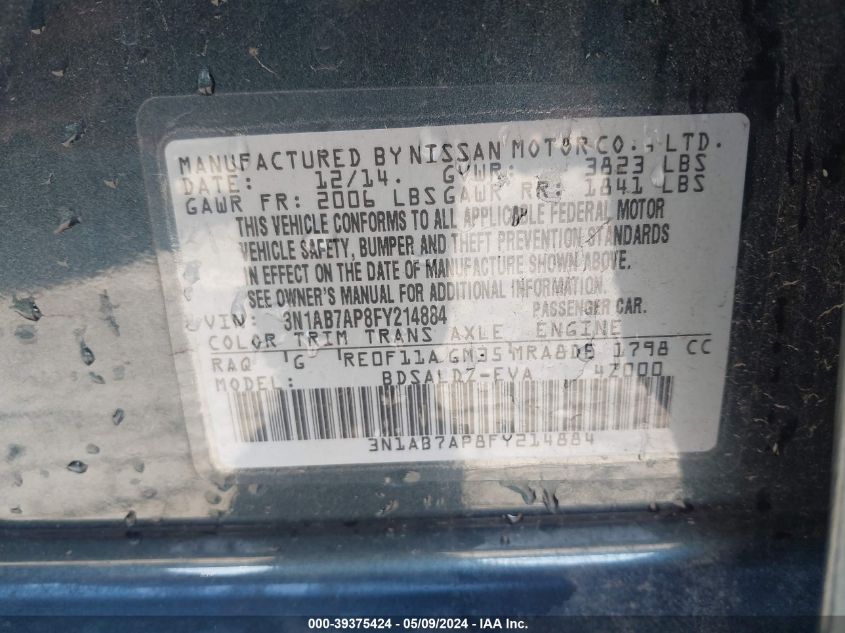 MANUFACTURED BY NISSAN MOTOR CO., LTD.
DATE: 12/14. GVWR: 3823 LBS
GAWR FR: 2006 LBS GAWR RR: 1841 LBS
THIS VEHICLE CONFORMS TO ALL APPLICABLE FEDERAL MOTOR
VEHICLE SAFETY, BUMPER AND THEFT PREVENTION STANDARDS
IN EFFECT ON THE DATE OF MANUFACTURE SHOWN ABOVE.
SEE OWNER'S MANUAL FOR ADDITIONAL INFORMATION.
VIN: 3N1AB7AP8FY214884 PASSENGER CAR.
COLOR TRIM TRANS AXLE ENGINE
RAQ G RE0F11A GM35 MRA8DE 1798 CC
MODEL: BDSALDZ-EVA 42000
3N1AB7AP8FY214884
000-39375424 - 05/09/2024 - IAA, Inc.